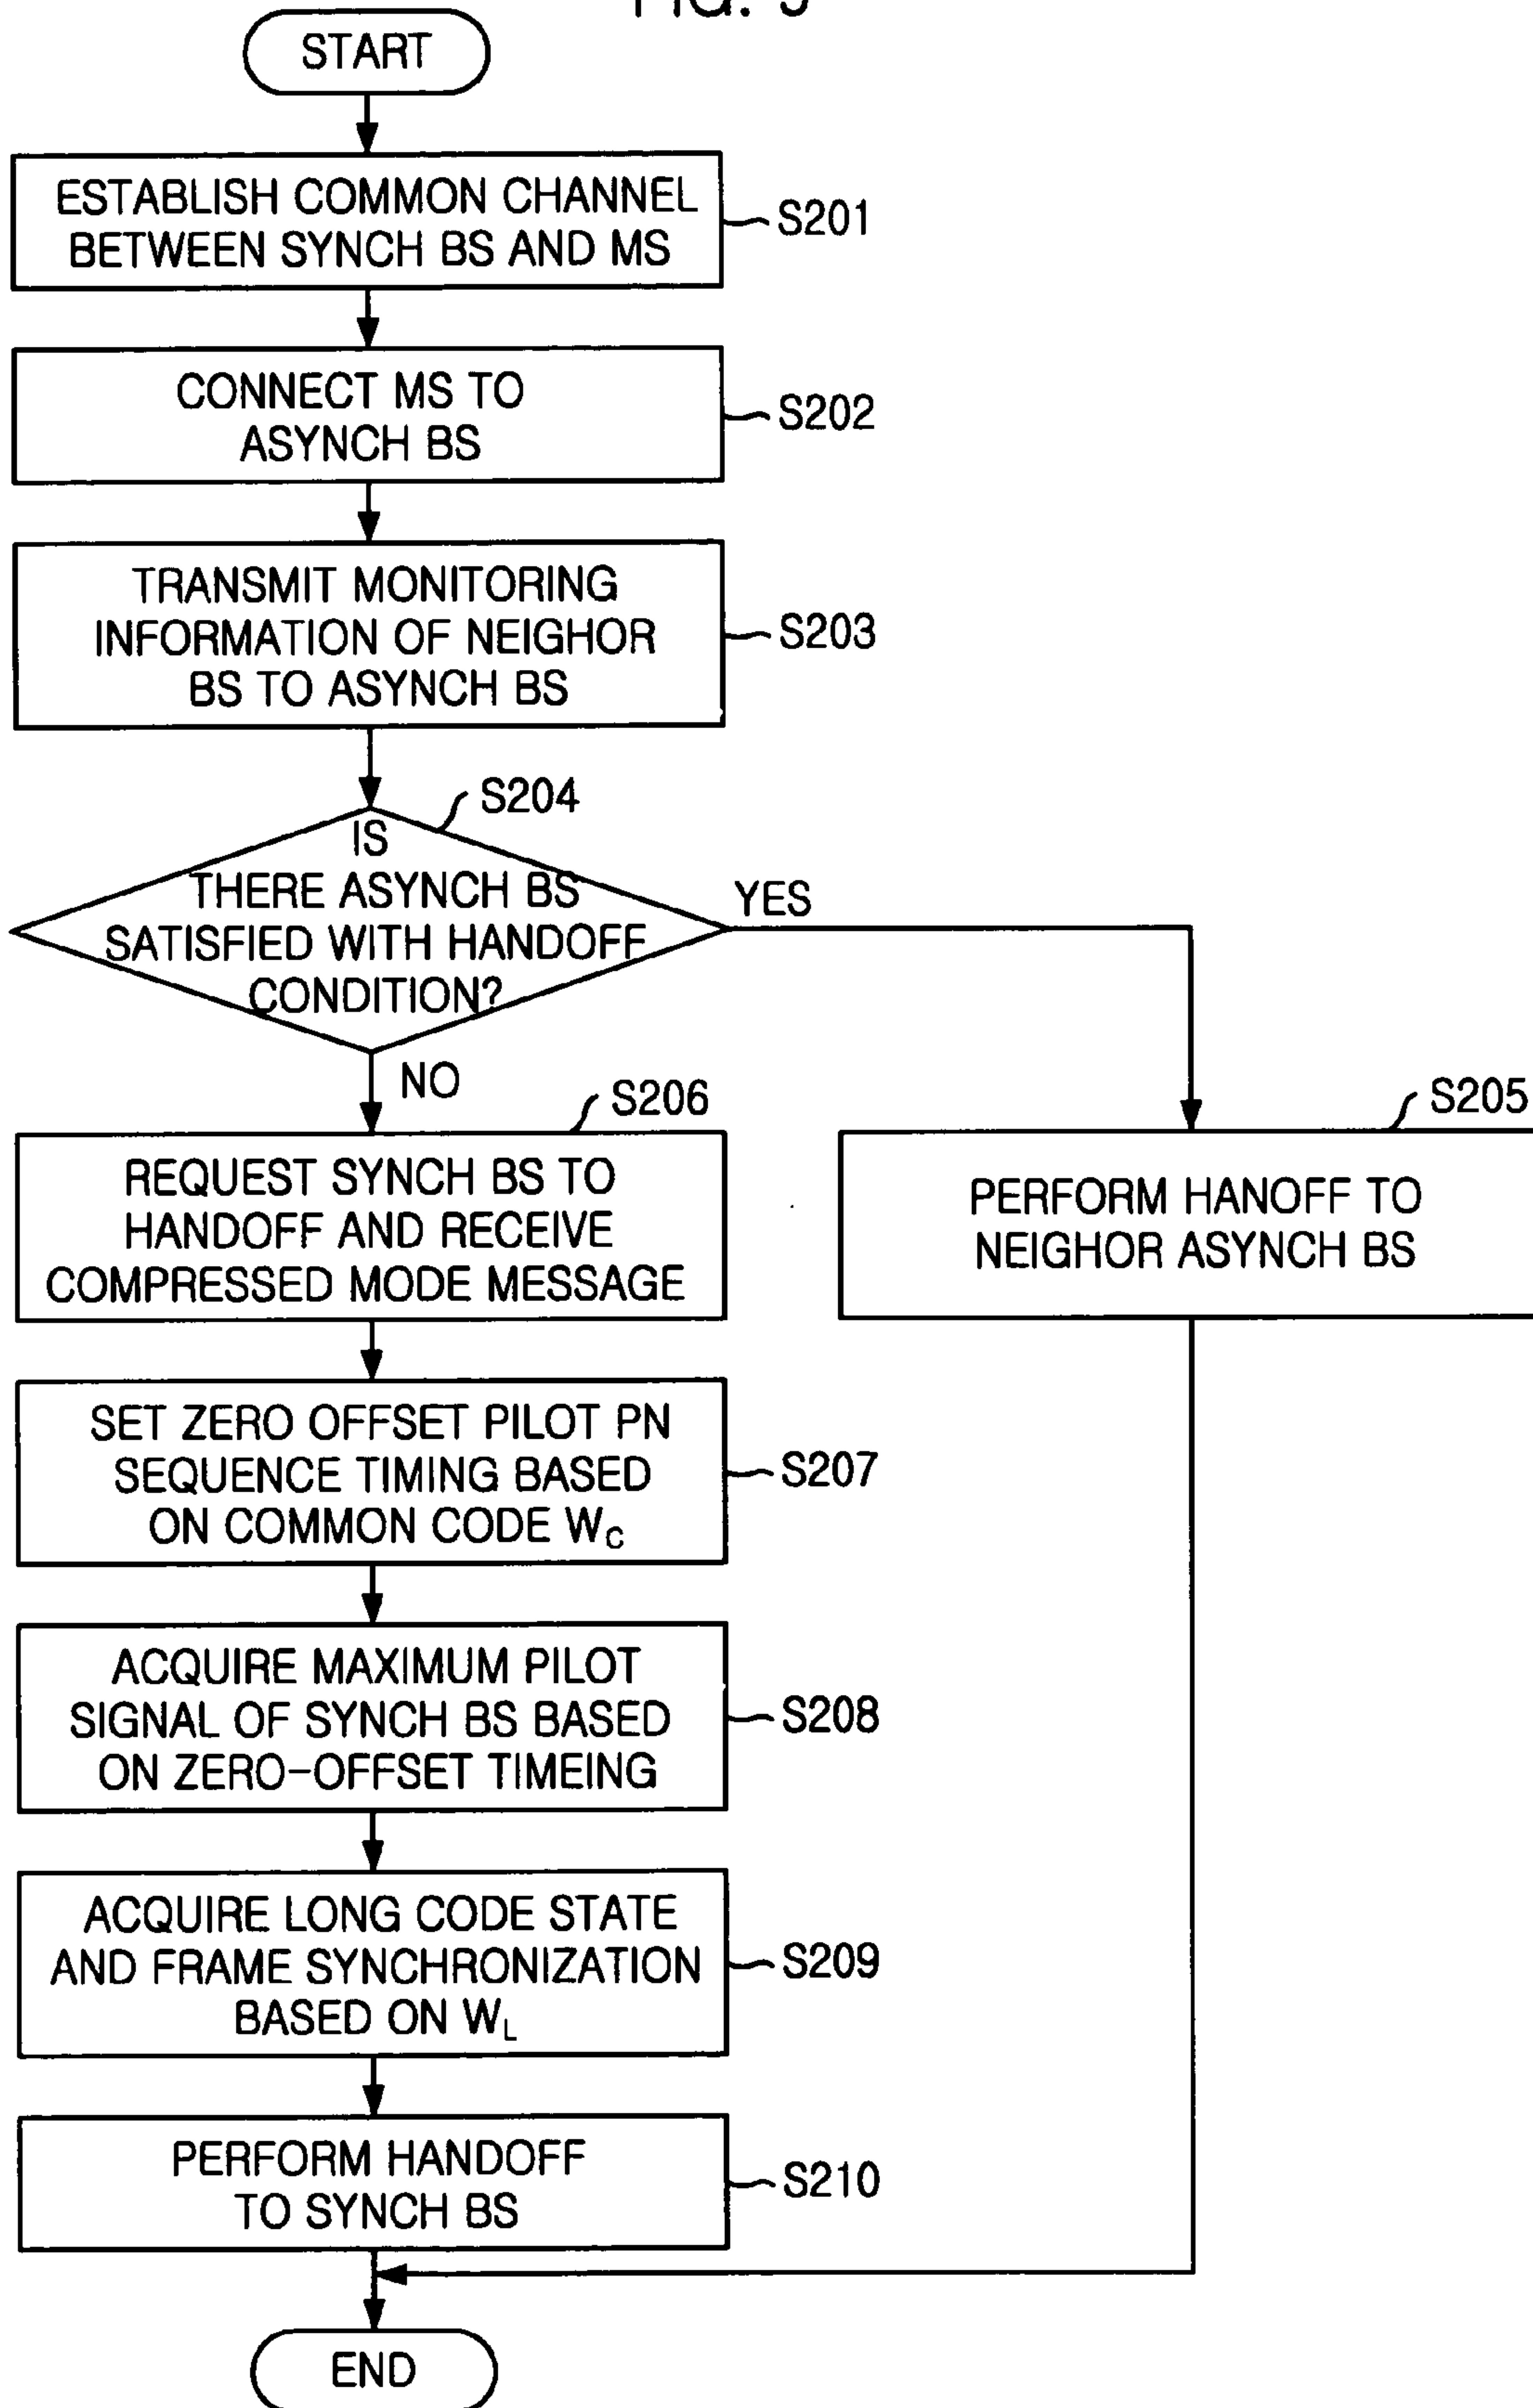 START
ESTABLISH COMMON CHANNEL
BETWEEN SYNCH BS AND MS
S201
CONNECT MS TO
ASYNCH BS
S202
TRANSMIT MONITORING
INFORMATION OF NEIGHOR
BS TO ASYNCH BS
S203
S204
IS
THERE ASYNCH BS
SATISFIED WITH HANDOFF
CONDITION?
YES
NO
S206
REQUEST SYNCH BS TO
HANDOFF AND RECEIVE
COMPRESSED MODE MESSAGE
S205
PERFORM HANOFF TO
NEIGHOR ASYNCH BS
SET ZERO OFFSET PILOT PN
SEQUENCE TIMING BASED
ON COMMON CODE WC
S207
ACQUIRE MAXIMUM PILOT
SIGNAL OF SYNCH BS BASED
ON ZERO-OFFSET TIMEING
S208
ACQUIRE LONG CODE STATE
AND FRAME SYNCHRONIZATION
BASED ON WL
S209
PERFORM HANDOFF
TO SYNCH BS
S210
END